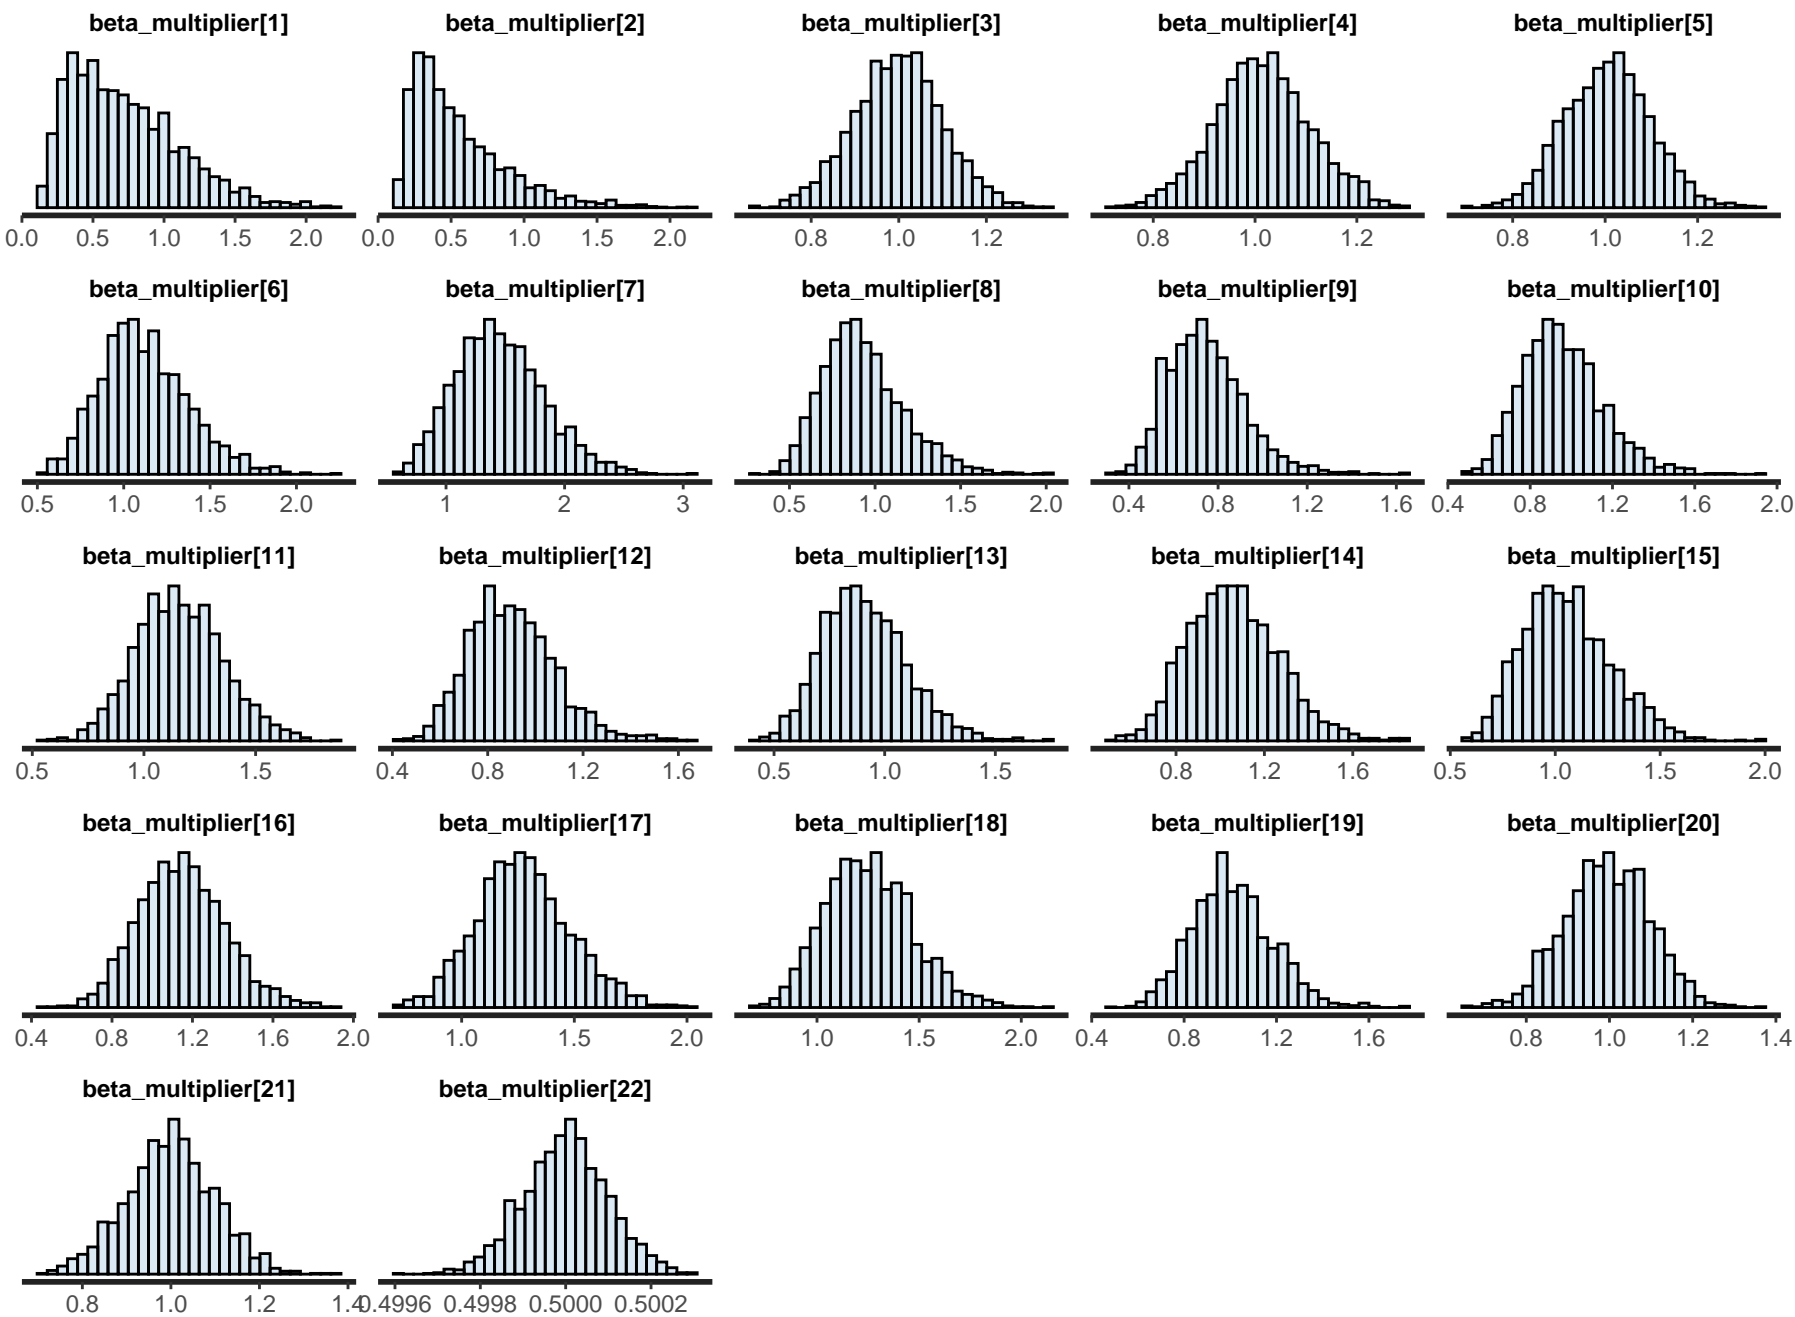 beta_multiplier[1] beta_multiplier[2] beta_multiplier[3] beta_multiplier[4] beta_multiplier[5]
0.0 0.5 1.0 1.5 2.0 0.0 0.5 1.0 1.5 2.0 0.8 1.0 1.2 0.8 1.0 1.2 0.8 1.0 1.2
beta_multiplier[6] beta_multiplier[7] beta_multiplier[8] beta_multiplier[9] beta_multiplier[10]
0.5 1.0 1.5 2.0 1 2 3 0.5 1.0 1.5 2.0 0.4 0.8 1.2 1.6 0.4 0.8 1.2 1.6 2.0
beta_multiplier[11] beta_multiplier[12] beta_multiplier[13] beta_multiplier[14] beta_multiplier[15]
0.5 1.0 1.5 0.4 0.8 1.2 1.6 0.5 1.0 1.5 0.8 1.2 1.6 0.5 1.0 1.5 2.0
beta_multiplier[16] beta_multiplier[17] beta_multiplier[18] beta_multiplier[19] beta_multiplier[20]
0.4 0.8 1.2 1.6 2.0 1.0 1.5 2.0 1.0 1.5 2.0 0.4 0.8 1.2 1.6 0.8 1.0 1.2 1.4
beta_multiplier[21] beta_multiplier[22]
0.8 1.0 1.2 1.4 0.4996 0.4998 0.5000 0.5002